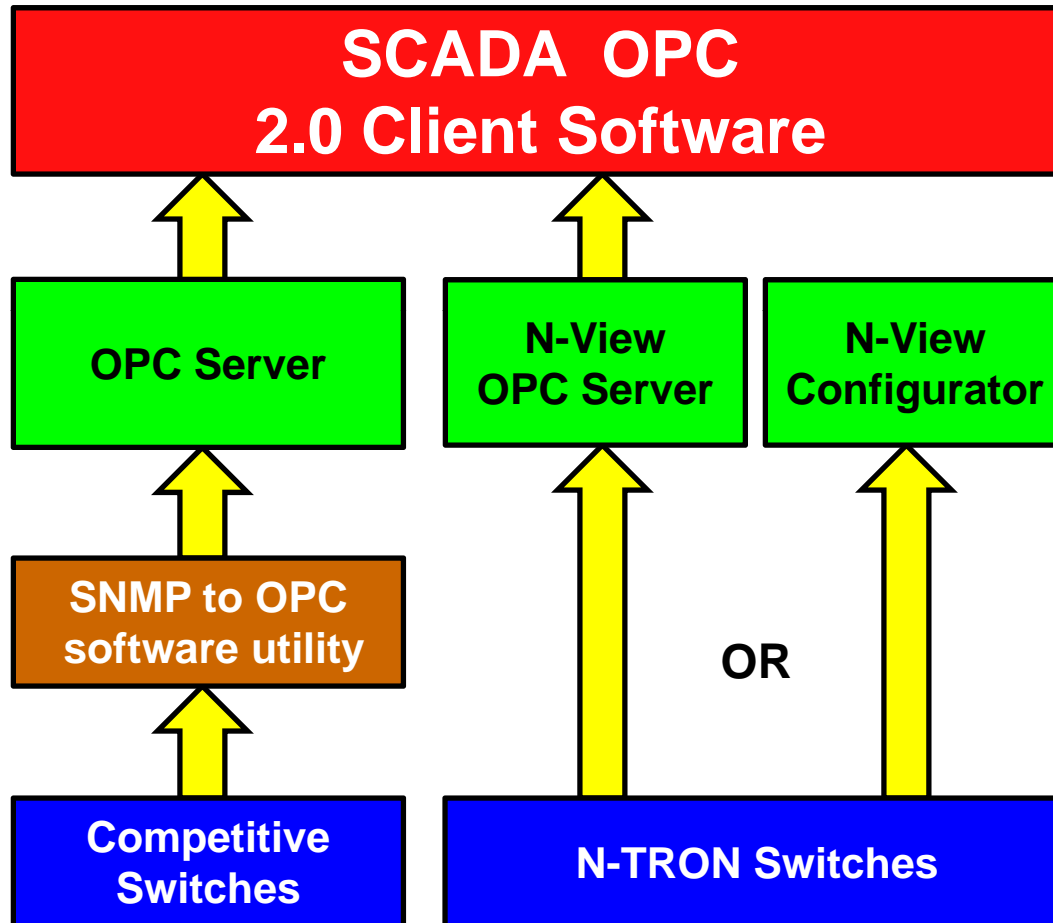 SCADA OPC
2.0 Client Software
OPC Server
N-View
OPC Server
N-View
Configurator
SNMP to OPC
software utility
OR
Competitive
Switches
N-TRON Switches